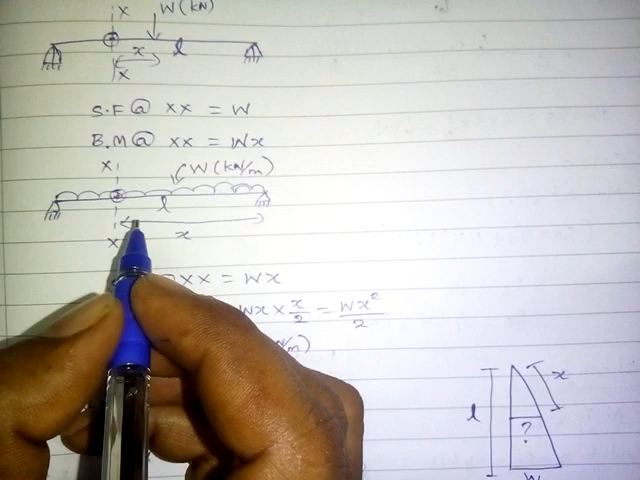 X
W(kN)
x
l
X
S.F @ XX = W
B.M @ XX = Wx
X
W(kN/m)
l
x
X
XX = Wx
Wx × x/2 = Wx²/2
/m)
x
l
?
W